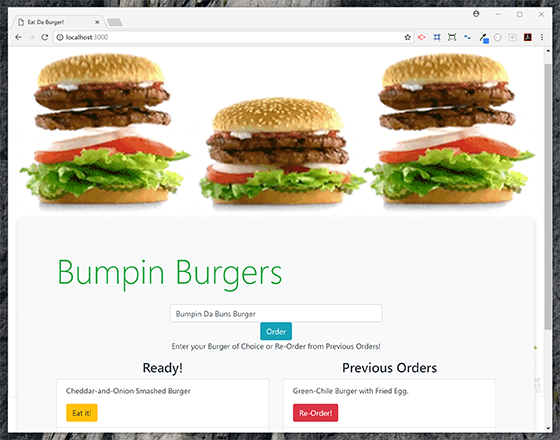 Eat Da Burger!
localhost:3000
Bumpin Burgers
Bumpin Da Buns Burger
Order
Enter your Burger of Choice or Re-Order from Previous Orders!
Ready!
Previous Orders
Cheddar-and-Onion Smashed Burger
Green-Chile Burger with Fried Egg.
Eat it!
Re-Order!